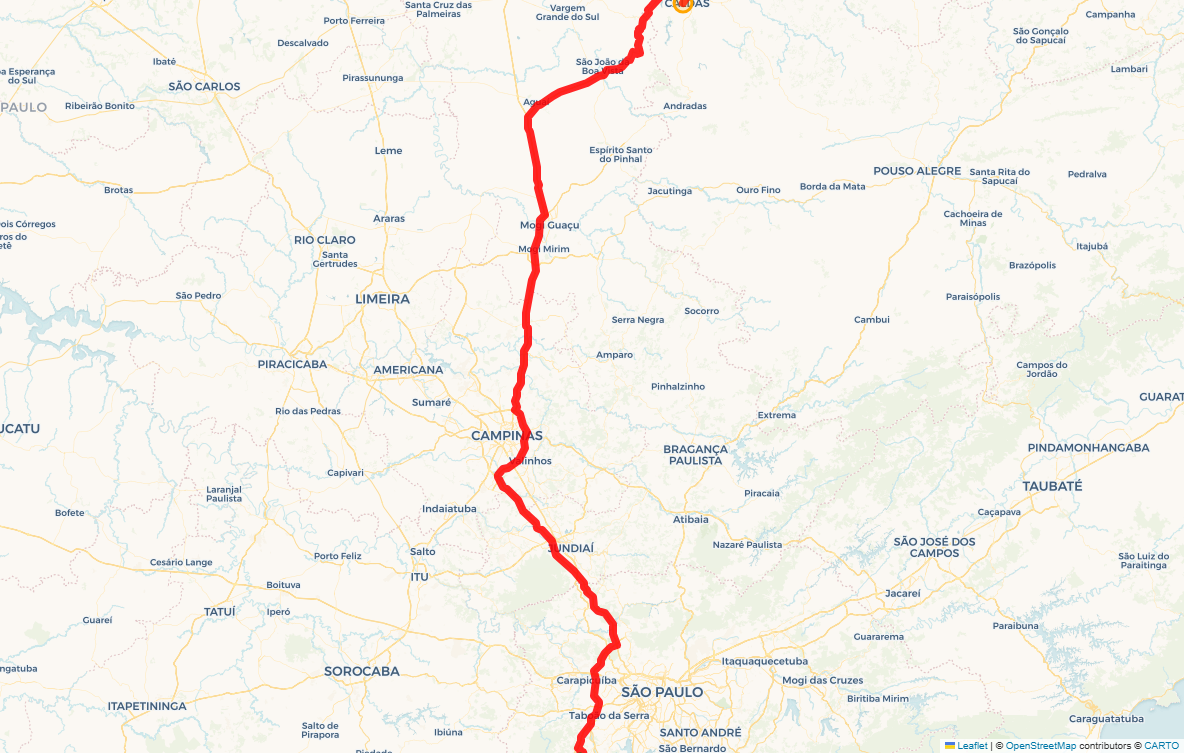 Santa Cruz das
Palmeiras
Vargem
Grande do Sul
CALDAS
Porto Ferreira
Campanha
Descalvado
São Gonçalo
do Sapucaí
Ibaté
São João da
Boa Vista
a Esperança
do Sul
Pirassununga
Lambari
SÃO CARLOS
PAULO
Ribeirão Bonito
Aguaí
Andradas
Leme
Espírito Santo
do Pinhal
POUSO ALEGRE
Santa Rita do
Sapucaí
Pedralva
Brotas
Jacutinga
Ouro Fino
Borda da Mata
Araras
Cachoeira de
Minas
Dois Córregos
Mogi Guaçu
ros do
etê
RIO CLARO
Mogi Mirim
Itajubá
Santa
Gertrudes
Brazópolis
São Pedro
LIMEIRA
Paraisópolis
Socorro
Serra Negra
Cambui
Amparo
PIRACICABA
AMERICANA
Campos do
Jordão
Pinhalzinho
GUARAT
Sumaré
Rio das Pedras
Extrema
UCATU
CAMPINAS
BRAGANÇA
PAULISTA
PINDAMONHANGABA
Valinhos
Capivari
TAUBATÉ
Laranjal
Paulista
Piracaia
Indaiatuba
Bofete
Atibaia
Caçapava
JUNDIAÍ
Nazaré Paulista
SÃO JOSÉ DOS
CAMPOS
Salto
Porto Feliz
São Luiz do
Paraitinga
Cesário Lange
ITU
Boituva
Jacareí
TATUÍ
Iperó
Guareí
Paraibuna
Guararema
ngatuba
SOROCABA
Itaquaquecetuba
Carapicuíba
Mogi das Cruzes
SÃO PAULO
Biritiba Mirim
ITAPETININGA
Taboão da Serra
Caraguatatuba
Salto de
Pirapora
Ibiúna
SANTO ANDRÉ
Piedade
São Bernardo
Leaflet | © OpenStreetMap contributors © CARTO